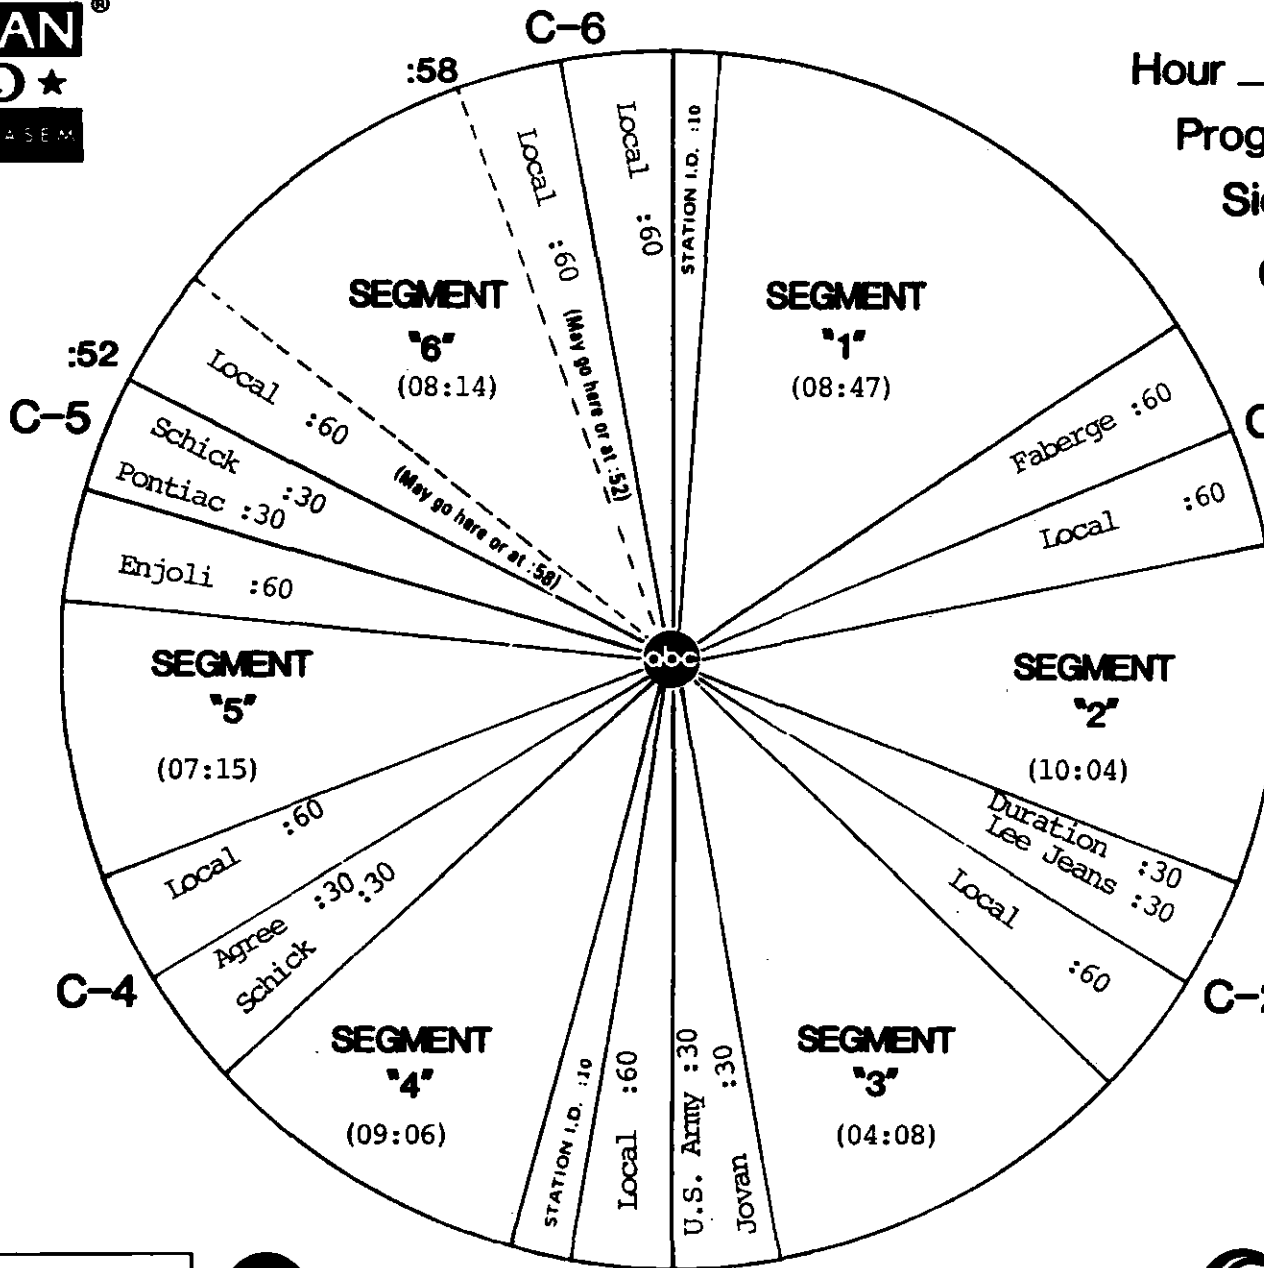 AN®
★
ASEM
Hour
C-6
:58
Local :60
(May go here or at :52)
Local :60
STATION I.D. :10
SEGMENT
"1"
(08:47)
Faberge :60
Local :60
SEGMENT
"2"
(10:04)
Duration :30
Lee Jeans :30
Local :60
SEGMENT
"3"
(04:08)
Jovan :30
U.S. Army :30
Local :60
STATION I.D. :10
SEGMENT
"4"
(09:06)
C-4
Schick :30
Agree :30
Local :60
SEGMENT
"5"
(07:15)
Enjoli :60
Pontiac :30
Schick :30
C-5
:52
Local :60
(May go here or at :58)
SEGMENT
"6"
(08:14)
abc